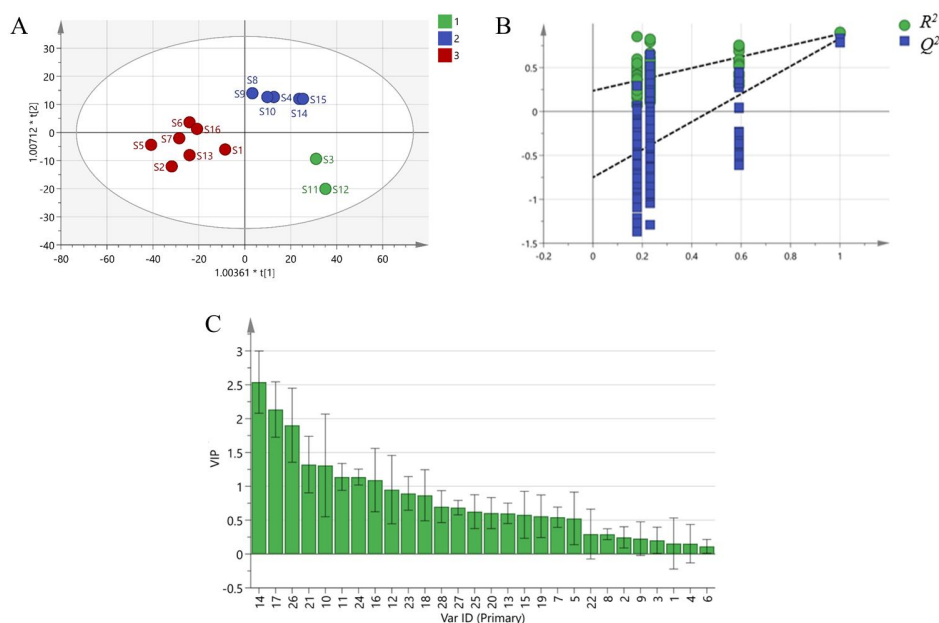 A
1
2
3
1.00712 * t[2]
30
20
10
0
-10
-20
-30
-40
S8
S9
S4
S15
S10
S14
S6
S16
S7
S5
S13
S1
S2
S3
S11
S12
-80
-60
-40
-20
0
20
40
60
1.00361 * t[1]
B
R²
Q²
0.5
0
-0.5
-1
-1.5
-0.2
0
0.2
0.4
0.6
0.8
1
C
VIP
3
2.5
2
1.5
1
0.5
0
-0.5
14 17 26 21 10 11 24 16 12 23 18 28 27 25 20 13 15 19 7 5 22 8 2 9 3 1 4 6
Var ID (Primary)